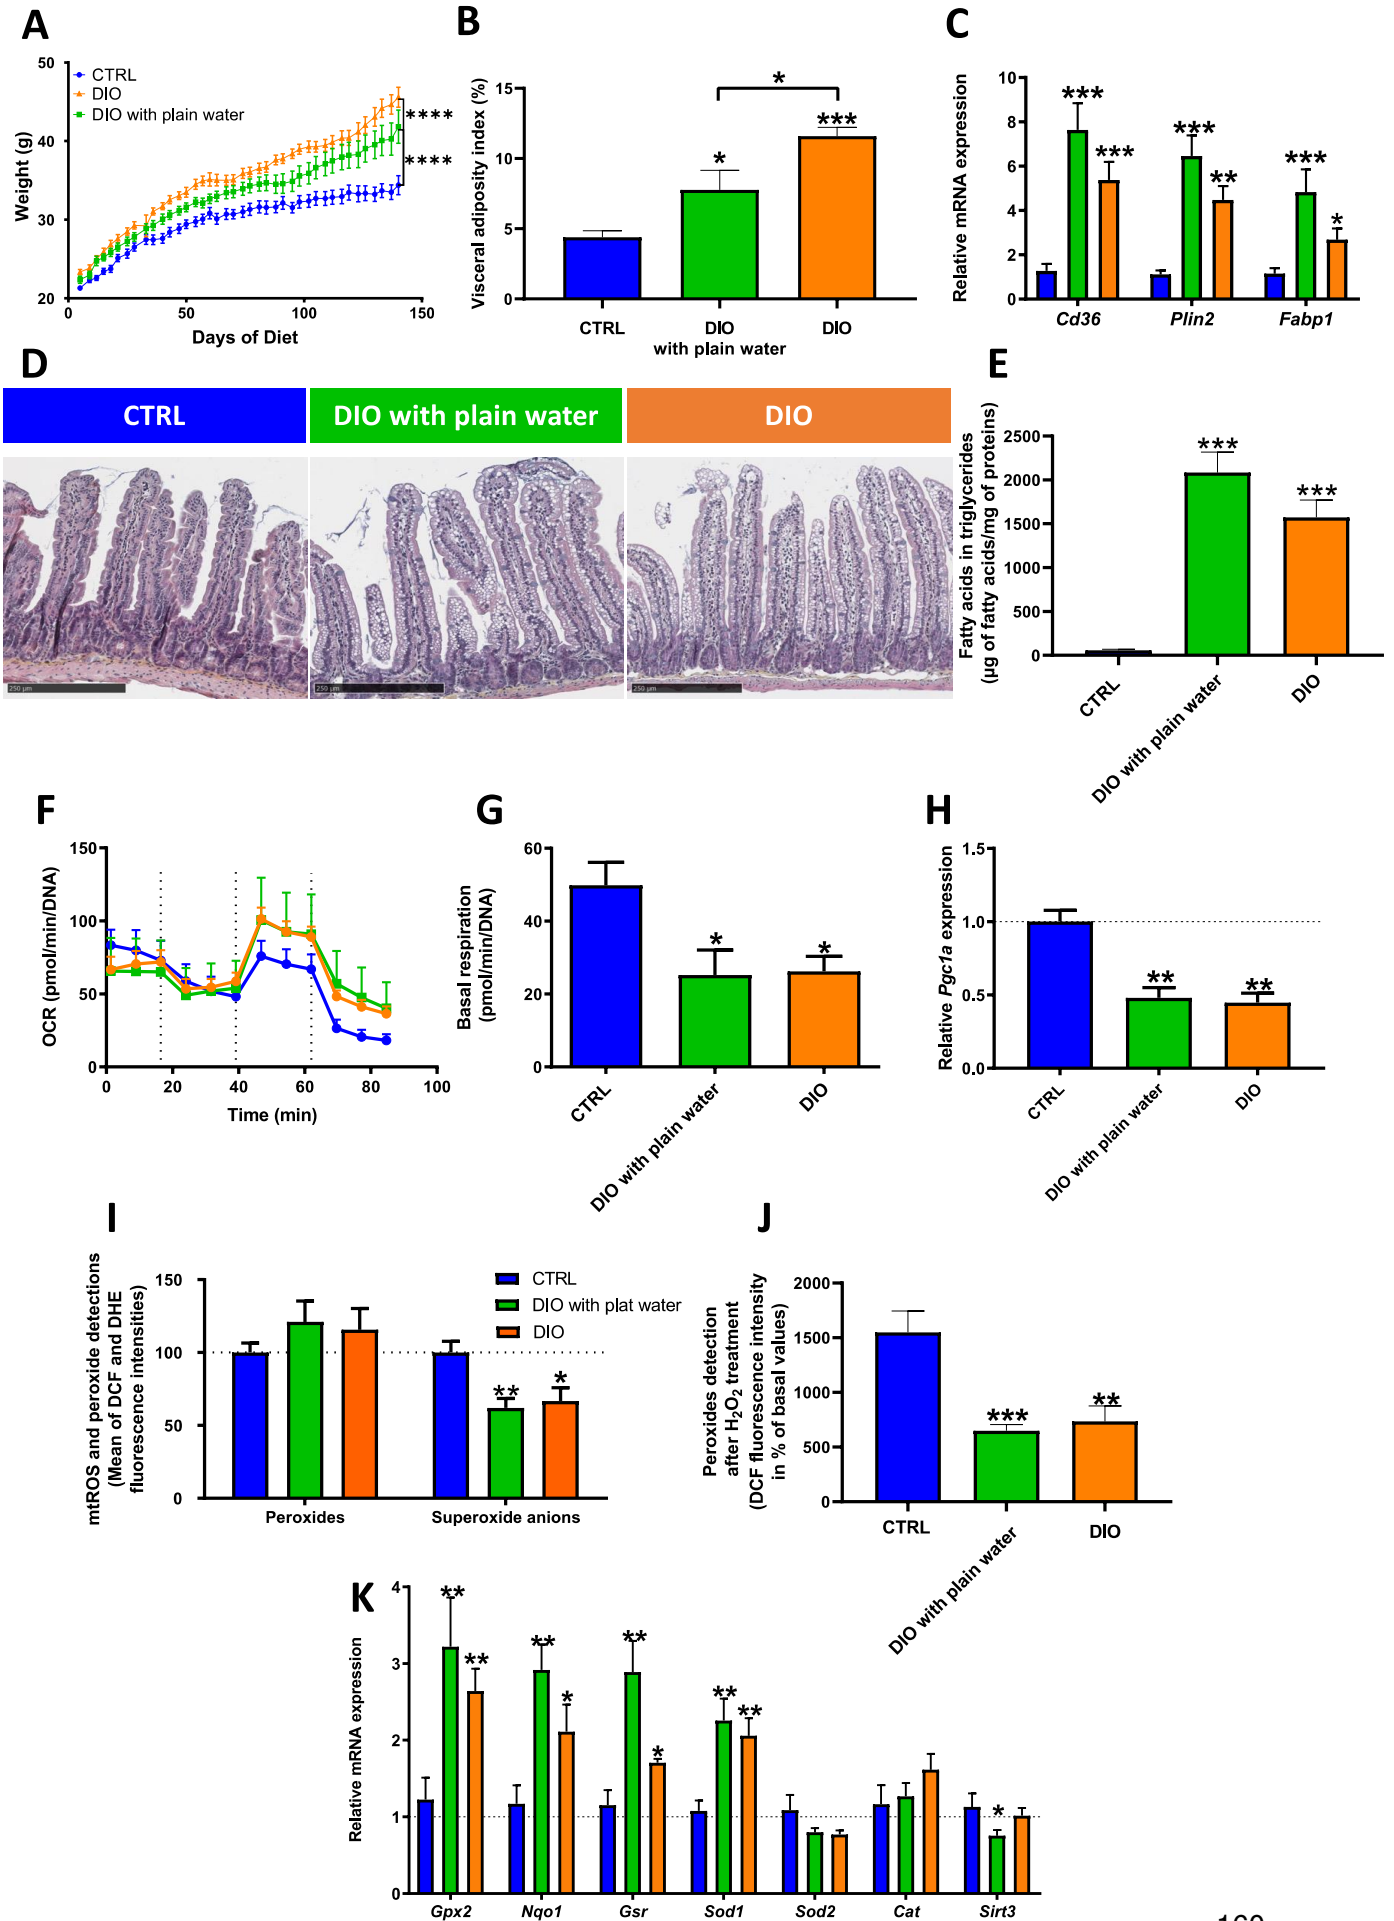 A
Weight (g)
50
40
30
20
0
50
100
150
Days of Diet
CTRL
DIO
DIO with plain water
****
****
B
Visceral adiposity index (%)
15
10
5
0
*
*
***
CTRL
DIO
with plain water
DIO
C
Relative mRNA expression
10
8
6
4
2
0
***
***
***
**
***
*
Cd36
Plin2
Fabp1
D
CTRL
DIO with plain water
DIO
250 µm
250 µm
250 µm
E
Fatty acids in triglycerides
(µg of fatty acids/mg of proteins)
2500
2000
1500
1000
500
0
***
***
CTRL
DIO with plain water
DIO
F
OCR (pmol/min/DNA)
150
100
50
0
0
20
40
60
80
100
Time (min)
G
Basal respiration
(pmol/min/DNA)
60
40
20
0
*
*
CTRL
DIO with plain water
DIO
H
Relative Pgc1a expression
1.5
1.0
0.5
0.0
**
**
CTRL
DIO with plain water
DIO
I
mtROS and peroxide detections
(Mean of DCF and DHE
fluorescence intensities)
150
100
50
0
CTRL
DIO with plat water
DIO
**
*
Peroxides
Superoxide anions
J
Peroxides detection
after H₂O₂ treatment
(DCF fluorescence intensity
in % of basal values)
2000
1500
1000
500
0
***
**
CTRL
DIO with plain water
DIO
K
Relative mRNA expression
4
3
2
1
0
**
**
**
*
**
*
**
**
*
Gpx2
Nqo1
Gsr
Sod1
Sod2
Cat
Sirt3